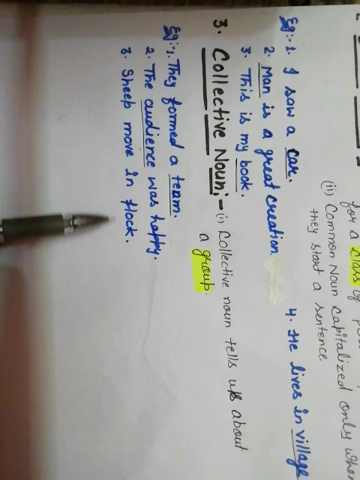 for a class of
(ii) Common Noun capitalized only when
they start a sentence
Eg:- 1. I saw a car. 4. He lives in village
2. Man is a great creation.
3. This is my book.
3. Collective Noun:- (i) Collective noun tells us about
a group.
Eg:- 1. They formed a team.
2. The audience was happy.
3. Sheep move in flock.